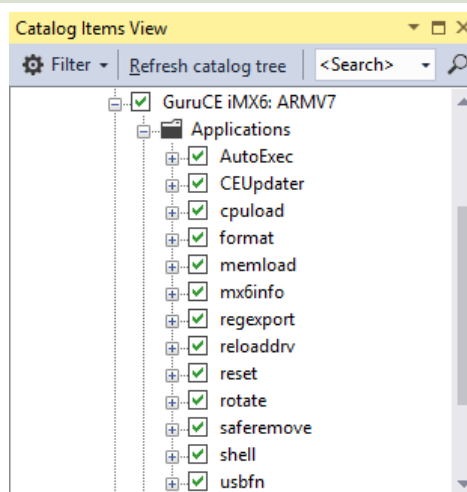 Catalog Items View
Filter Refresh catalog tree <Search>
GuruCE iMX6: ARMV7
Applications
AutoExec
CEUpdater
cpuload
format
memload
mx6info
regexport
reloaddrv
reset
rotate
saferemove
shell
usbfn